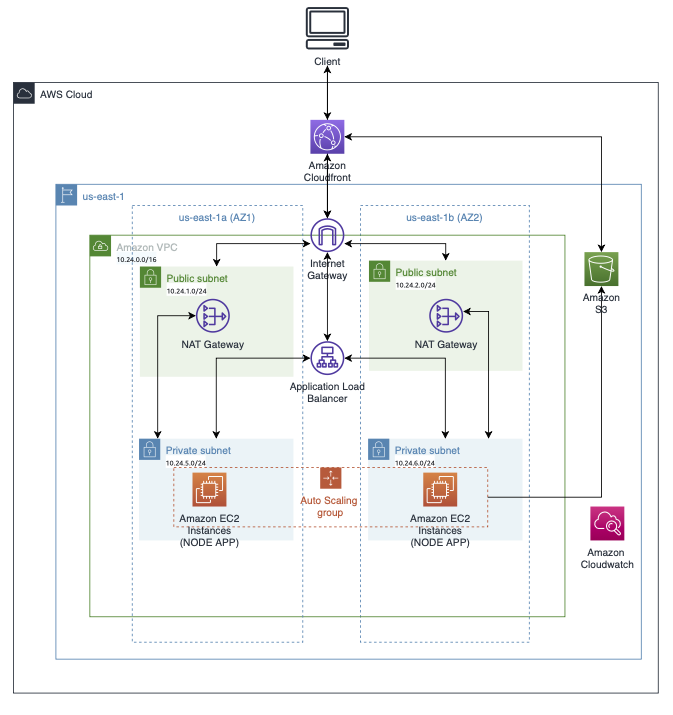 Client
AWS Cloud
Amazon
Cloudfront
us-east-1
us-east-1a (AZ1)
us-east-1b (AZ2)
Amazon VPC
10.24.0.0/16
Internet
Gateway
Public subnet
10.24.1.0/24
Public subnet
10.24.2.0/24
NAT Gateway
NAT Gateway
Amazon
S3
Application Load
Balancer
Private subnet
10.24.5.0/24
Private subnet
10.24.6.0/24
Auto Scaling
group
Amazon EC2
Instances
(NODE APP)
Amazon EC2
Instances
(NODE APP)
Amazon
Cloudwatch